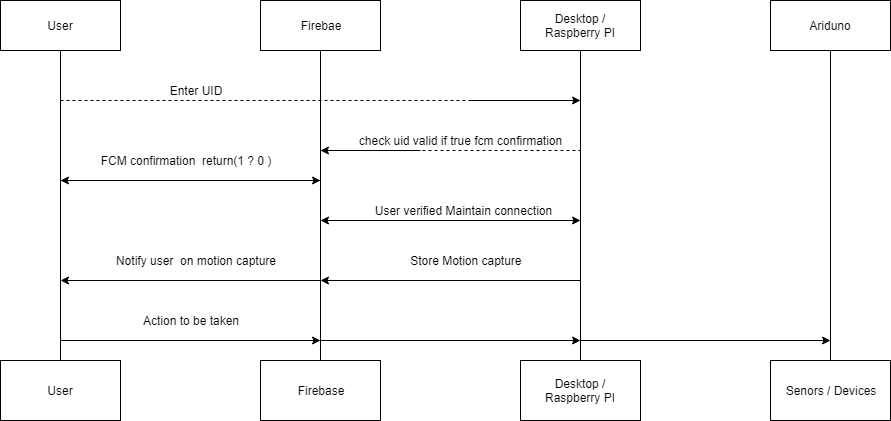 User
Firebae
Desktop /
Raspberry PI
Ariduno
Enter UID
check uid valid if true fcm confirmation
FCM confirmation  return(1 ? 0 )
User verified Maintain connection
Notify user  on motion capture
Store Motion capture
Action to be taken
User
Firebase
Desktop /
Raspberry PI
Senors / Devices